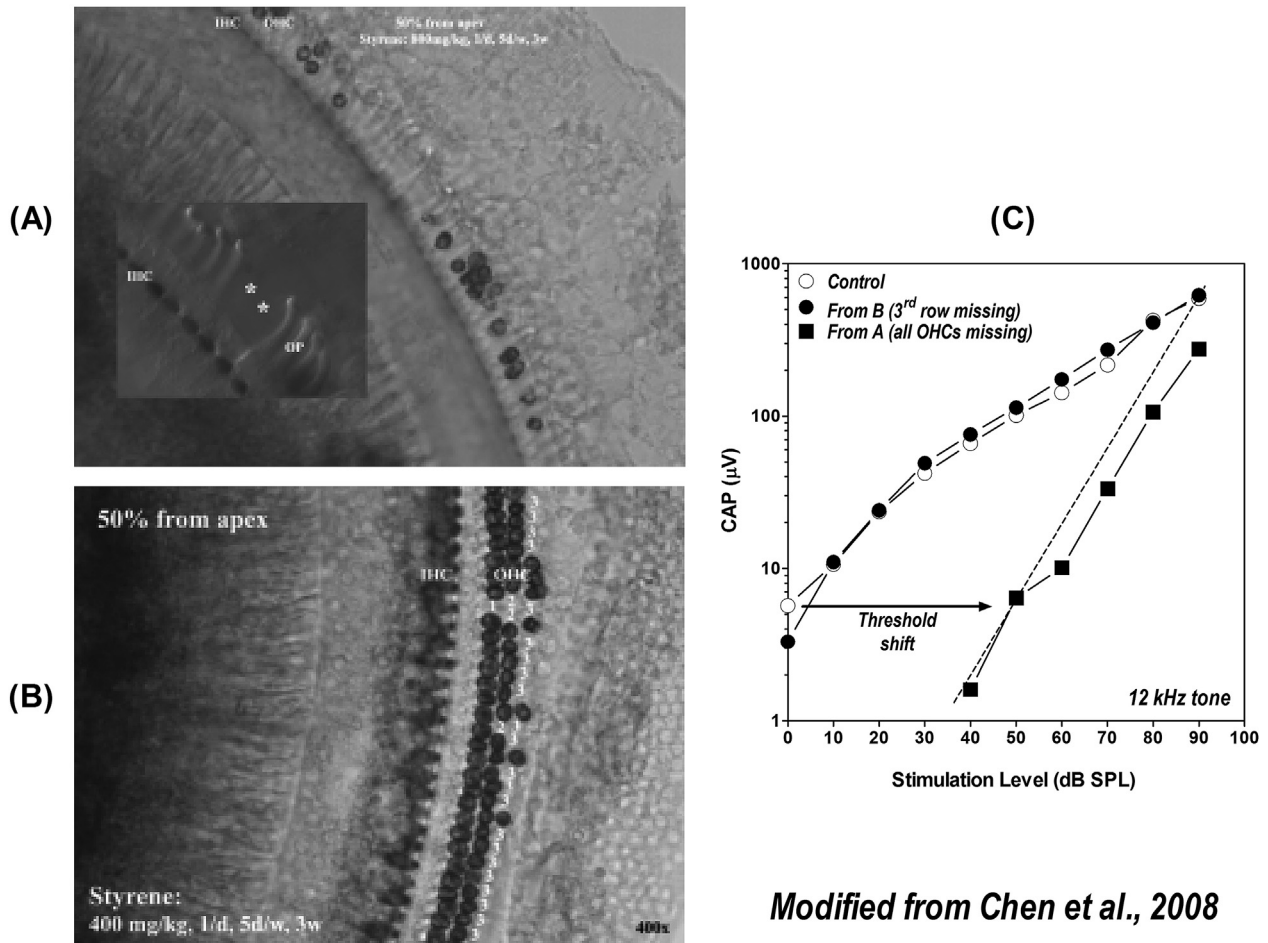 (A)
IHC OHC
50% from apex
Styrene: 800mg/kg, 1/d, 5d/w, 3w
IHC
*
*
OP
(B)
50% from apex
IHC OHC
1
3
Styrene:
400 mg/kg, 1/d, 5d/w, 3w
400x
(C)
Control
From B (3rd row missing)
From A (all OHCs missing)
CAP (µV)
1000
100
10
1
Threshold
shift
12 kHz tone
0 10 20 30 40 50 60 70 80 90 100
Stimulation Level (dB SPL)
Modified from Chen et al., 2008